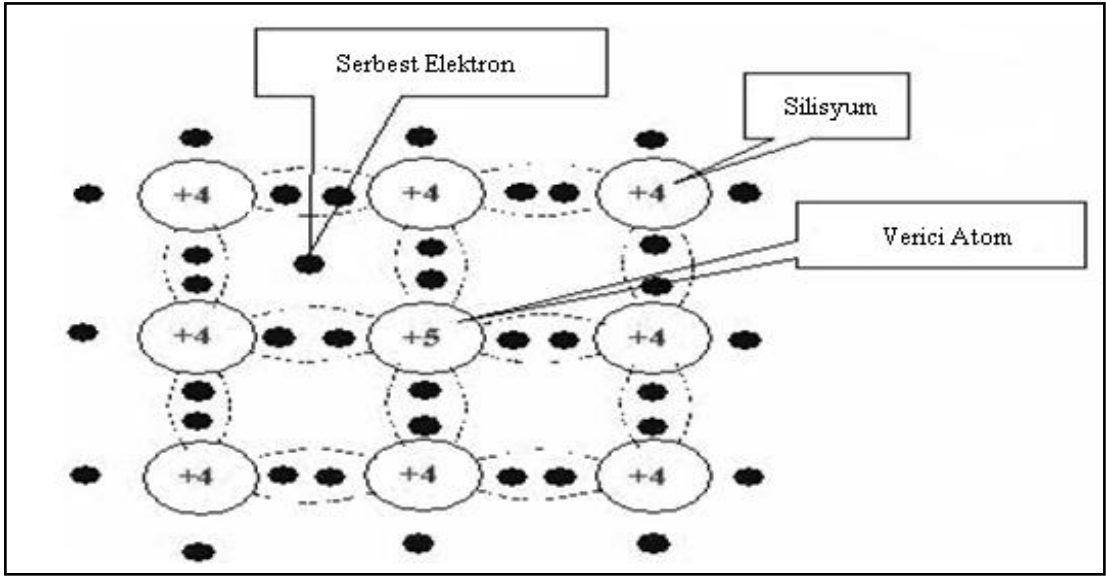 Serbest Elektron
Silisyum
+4 +4 +4
Verici Atom
+4 +5 +4
+4 +4 +4